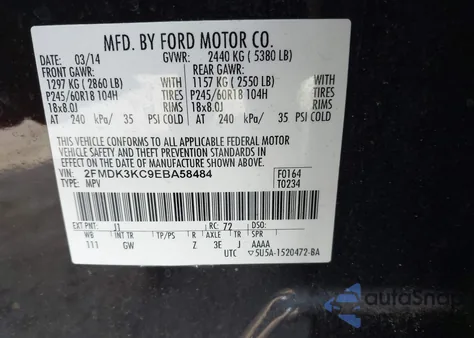 MFD. BY FORD MOTOR CO.
DATE: 03/14 GVWR: 2440 KG ( 5380 LB)
FRONT GAWR: REAR GAWR:
1297 KG ( 2860 LB) WITH 1157 KG ( 2550 LB) WITH
P245/60R18 104H TIRES P245/60R18 104H TIRES
18x8.0J RIMS 18x8.0J RIMS
AT 240 kPa/ 35 PSI COLD AT 240 kPa/ 35 PSI COLD
THIS VEHICLE CONFORMS TO ALL APPLICABLE FEDERAL MOTOR
VEHICLE SAFETY AND THEFT PREVENTION STANDARDS IN
EFFECT ON THE DATE OF MANUFACTURE SHOWN ABOVE.
VIN: 2FMDK3KC9EBA58484 F0164
TYPE: MPV T0234
EXT PNT: J1 RC: 72 DSO:
WB INT TR TP/PS R AXLE TR SPR
111 GW Z 3E J AAAA
UTC ▽5U5A-1520472-BA
autoSnap